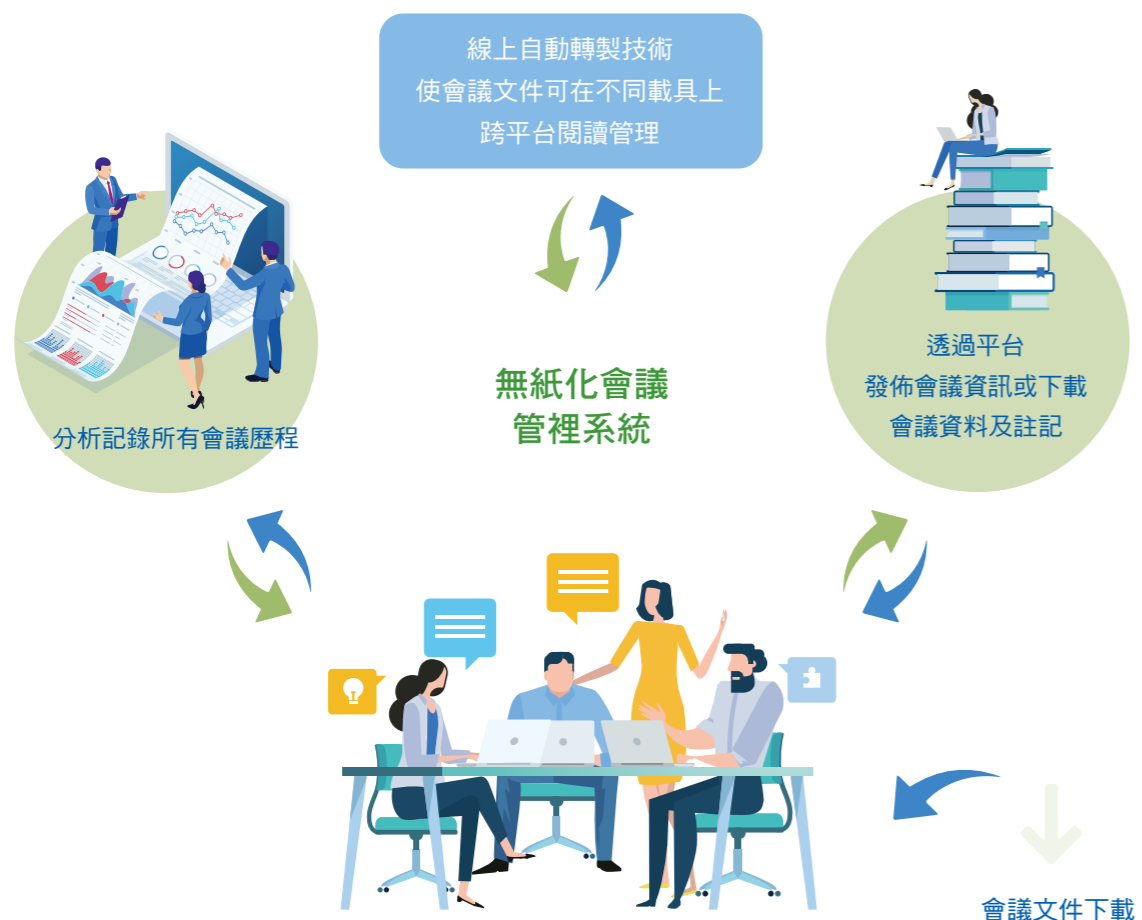 線上自動轉製技術
使會議文件可在不同載具上
跨平台閱讀管理
無紙化會議
管裡系統
分析記錄所有會議歷程
透過平台
發佈會議資訊或下載
會議資料及註記
會議文件下載